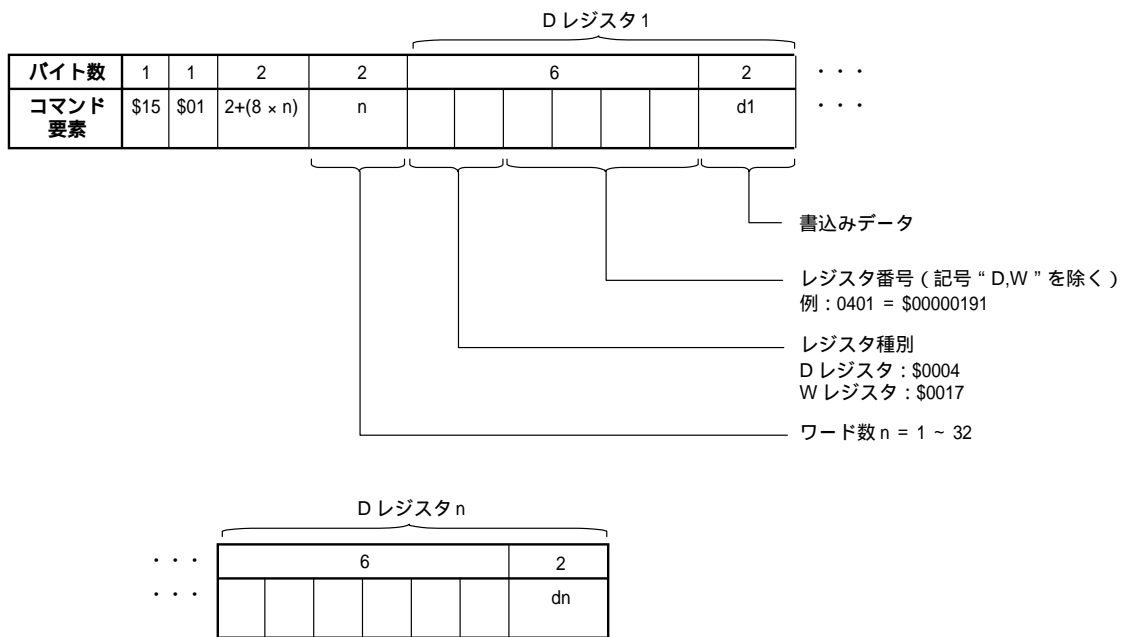 D レジスタ 1
バイト数 1 1 2 2 6 2 ・・・
コマンド要素 $15 $01 2+(8 × n) n d1 ・・・
書込みデータ
レジスタ番号 ( 記号 “ D,W ” を除く )
例 : 0401 = $00000191
レジスタ種別
D レジスタ : $0004
W レジスタ : $0017
ワード数 n = 1 ~ 32
D レジスタ n
・・・ 6 2
・・・ dn